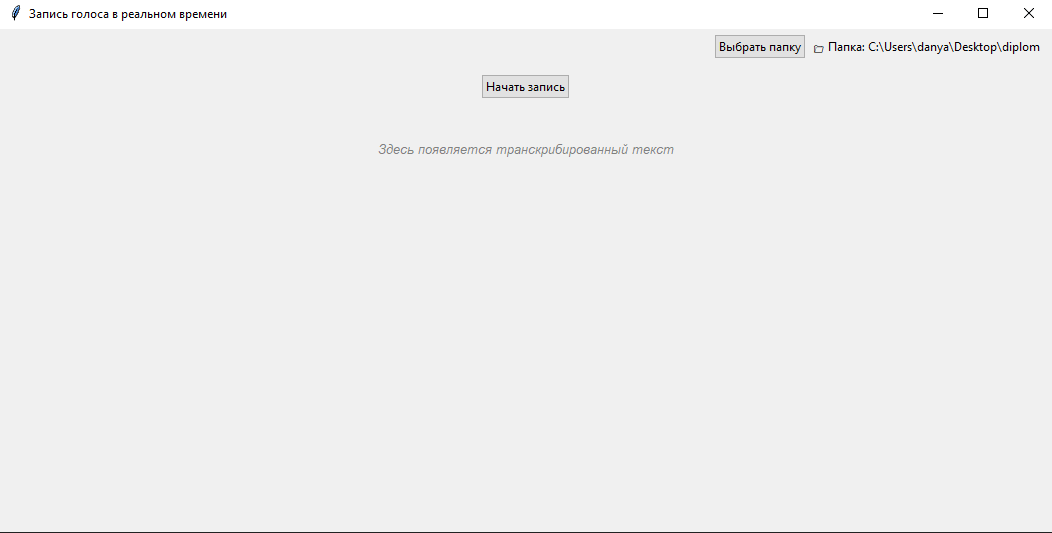 Запись голоса в реальном времени
Выбрать папку Папка: C:\Users\danya\Desktop\diplom
Начать запись
Здесь появляется транскрибированный текст